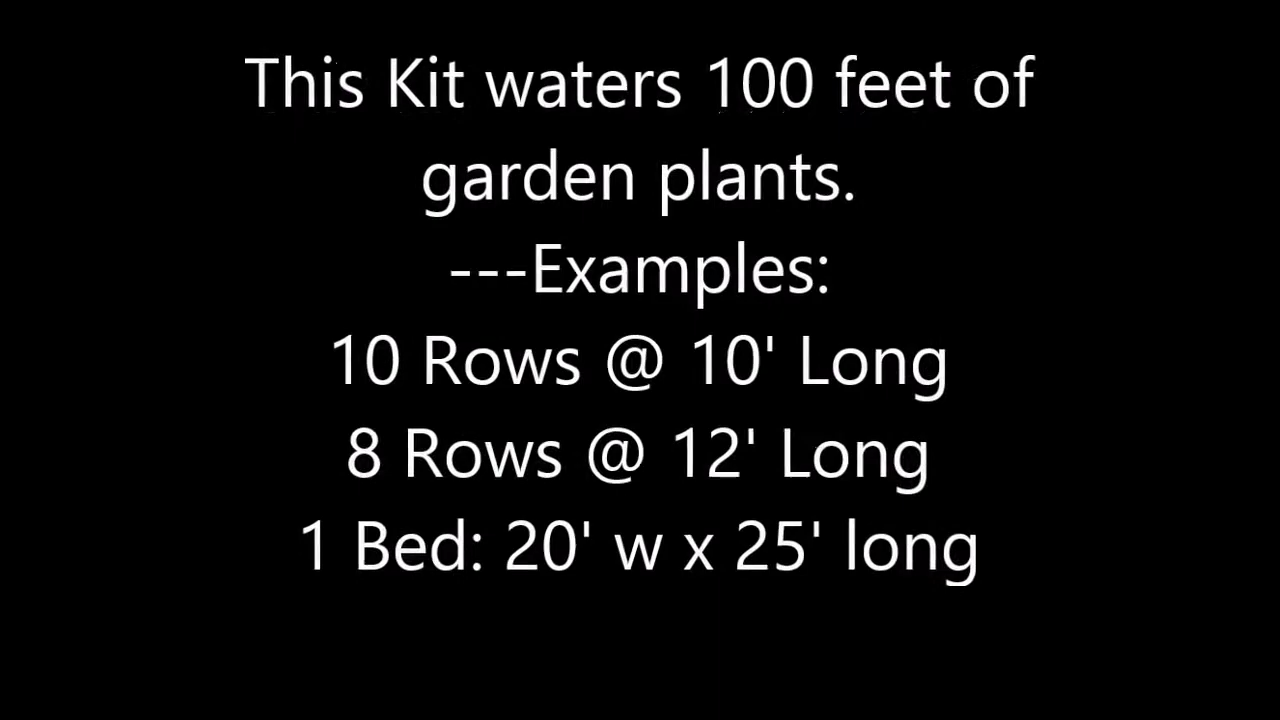 This Kit waters 100 feet of
garden plants.
---Examples:
10 Rows @ 10' Long
8 Rows @ 12' Long
1 Bed: 20' w x 25' long